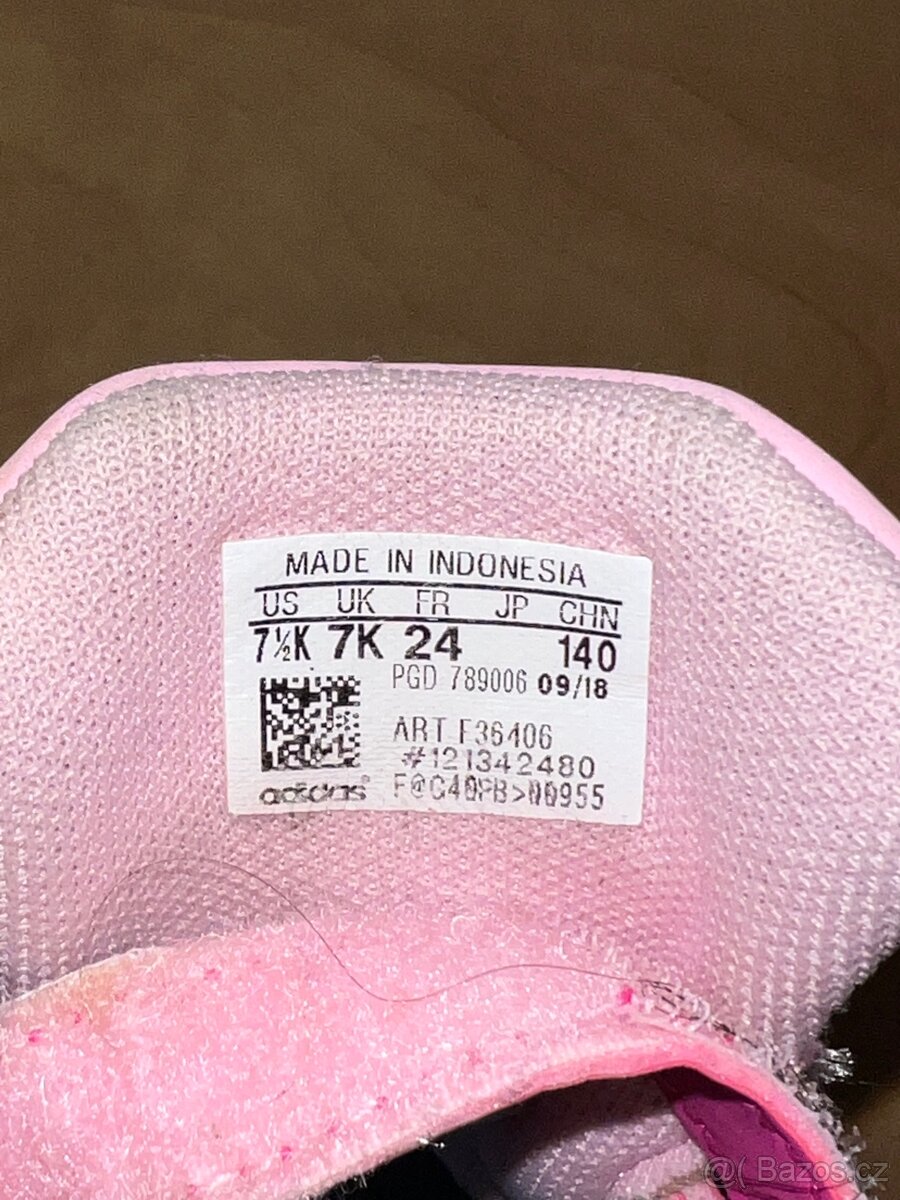 MADE IN INDONESIA
US UK FR JP CHN
7½K 7K 24 140
PGD 789006 09/18
ART F36406
#121342480
adidas® F@C40PB>00955
@( Bazos.cz